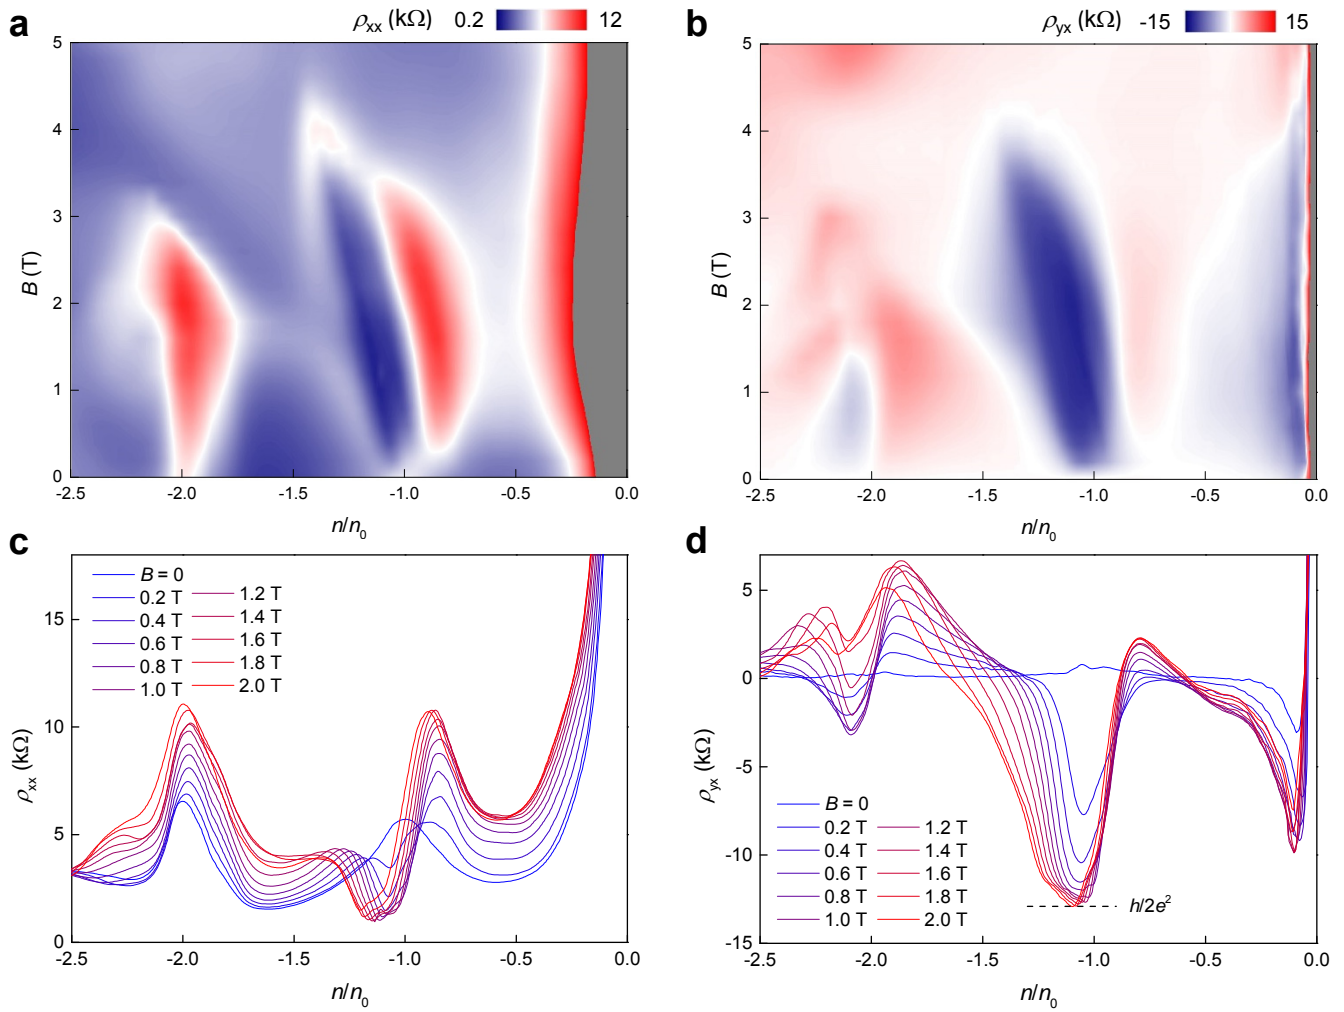 a
ρxx (kΩ) 0.2 12
5
4
3
2
1
0
B (T)
-2.5 -2.0 -1.5 -1.0 -0.5 0.0
n/n0
b
ρyx (kΩ) -15 15
5
4
3
2
1
0
B (T)
-2.5 -2.0 -1.5 -1.0 -0.5 0.0
n/n0
c
B = 0
0.2 T 1.2 T
0.4 T 1.4 T
0.6 T 1.6 T
0.8 T 1.8 T
1.0 T 2.0 T
15
10
5
0
ρxx (kΩ)
-2.5 -2.0 -1.5 -1.0 -0.5 0.0
n/n0
d
5
0
-5
-10
-15
ρyx (kΩ)
B = 0
0.2 T 1.2 T
0.4 T 1.4 T
0.6 T 1.6 T
0.8 T 1.8 T
1.0 T 2.0 T
h/2e²
-2.5 -2.0 -1.5 -1.0 -0.5 0.0
n/n0